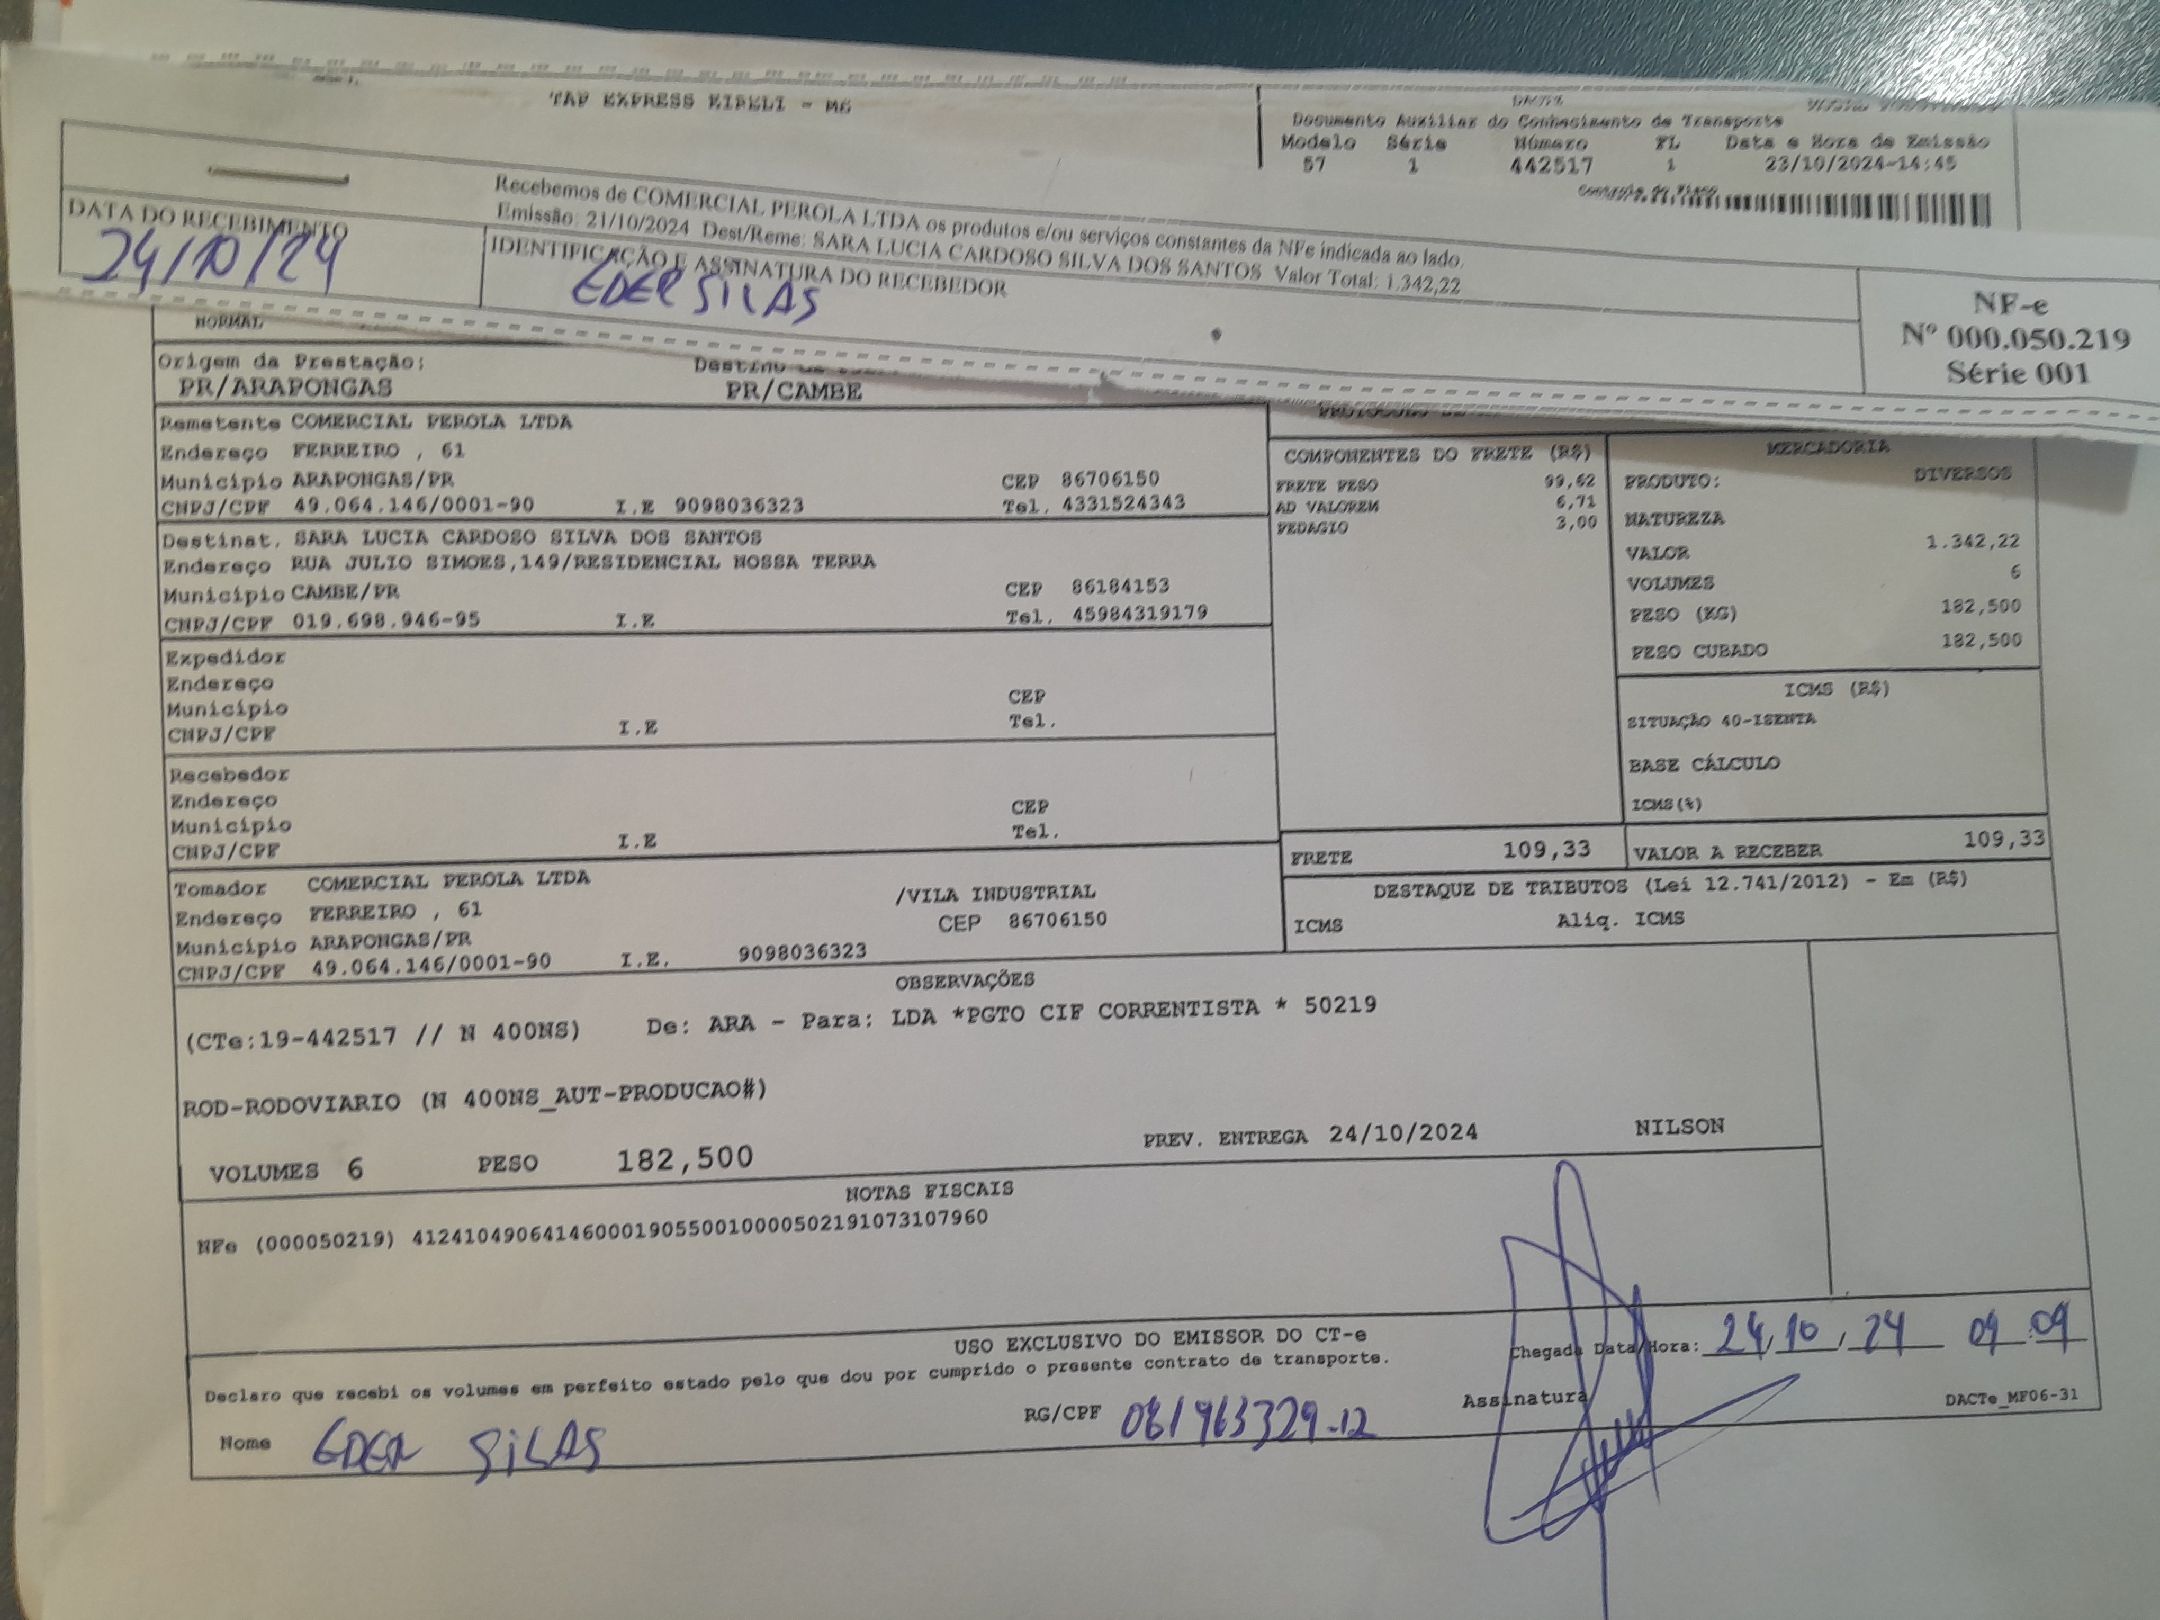 TAP EXPRESS EIRELI - MG
Documento Auxiliar do Conhecimento de Transporte
Modelo Série Número FL Data e Hora de Emissão
57 1 442517 1 23/10/2024-14:45
Recebemos de COMERCIAL PEROLA LTDA os produtos e/ou serviços constantes da NFe indicada ao lado.
Emissão: 21/10/2024 Dest/Reme: SARA LUCIA CARDOSO SILVA DOS SANTOS Valor Total: 1.342,22
DATA DO RECEBIMENTO IDENTIFICAÇÃO E ASSINATURA DO RECEBEDOR
24/10/24 EDER SILAS
NF-e
Nº 000.050.219
Série 001
NORMAL
Origem da Prestação: Destino
PR/ARAPONGAS PR/CAMBE
Remetente COMERCIAL PEROLA LTDA
Endereço FERREIRO , 61
Município ARAPONGAS/PR CEP 86706150
CNPJ/CPF 49.064.146/0001-90 I.E 9098036323 Tel. 4331524343
Destinat. SARA LUCIA CARDOSO SILVA DOS SANTOS
Endereço RUA JULIO SIMOES,149/RESIDENCIAL NOSSA TERRA
Município CAMBE/PR CEP 86184153
CNPJ/CPF 019.698.946-95 I.E Tel. 45984319179
Expedidor
Endereço
Município CEP
CNPJ/CPF I.E Tel.
Recebedor
Endereço
Município CEP
CNPJ/CPF I.E Tel.
Tomador COMERCIAL PEROLA LTDA
Endereço FERREIRO , 61 /VILA INDUSTRIAL
Município ARAPONGAS/PR CEP 86706150
CNPJ/CPF 49.064.146/0001-90 I.E. 9098036323
COMPONENTES DO FRETE (R$)
FRETE PESO 99,62
AD VALOREM 6,71
PEDAGIO 3,00
MERCADORIA
PRODUTO: DIVERSOS
NATUREZA
VALOR 1.342,22
VOLUMES 6
PESO (KG) 182,500
PESO CUBADO 182,500
ICMS (R$)
SITUAÇÃO 40-ISENTA
BASE CÁLCULO
ICMS(%)
FRETE 109,33 VALOR A RECEBER 109,33
DESTAQUE DE TRIBUTOS (Lei 12.741/2012) - Em (R$)
ICMS Aliq. ICMS
OBSERVAÇÕES
(CTe:19-442517 // N 400NS) De: ARA - Para: LDA *PGTO CIF CORRENTISTA * 50219
ROD-RODOVIARIO (N 400NS_AUT-PRODUCAO#)
VOLUMES 6 PESO 182,500 PREV. ENTREGA 24/10/2024 NILSON
NOTAS FISCAIS
NFe (000050219) 41241049064146000190550010000502191073107960
USO EXCLUSIVO DO EMISSOR DO CT-e
Chegada Data/Hora: 24/10/24 09:09
Declaro que recebi os volumes em perfeito estado pelo que dou por cumprido o presente contrato de transporte.
Nome EDER SILAS RG/CPF 061963329-12 Assinatura DACTe_MF06-31